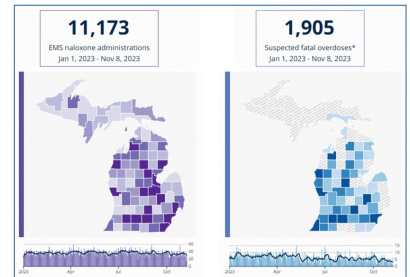 11,173
EMS naloxone administrations
Jan 1, 2023 - Nov 8, 2023
1,905
Suspected fatal overdoses*
Jan 1, 2023 - Nov 8, 2023
60
40
20
0
2023
Apr
Jul
Oct
15
10
5
0
2023
Apr
Jul
Oct